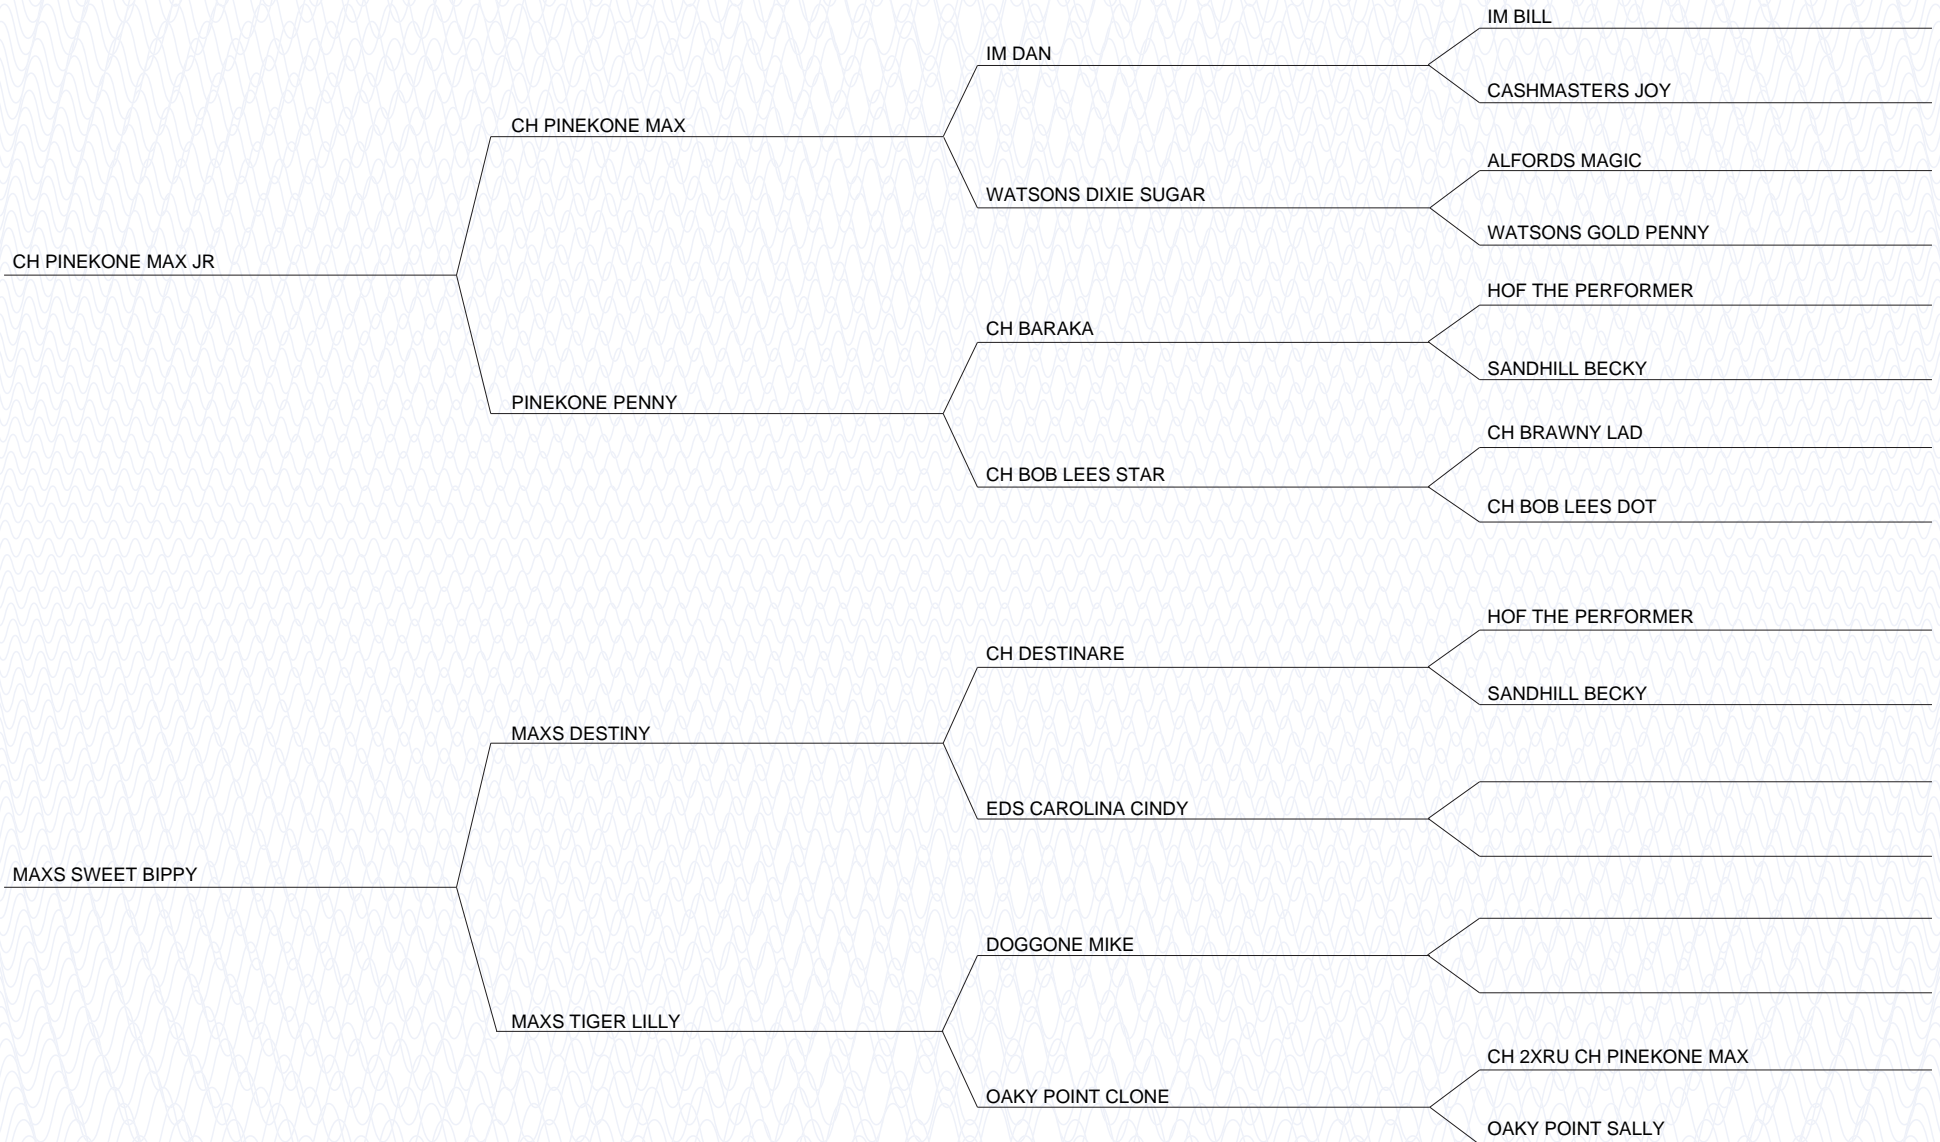 IM BILL
IM DAN
CASHMASTERS JOY
CH PINEKONE MAX
ALFORDS MAGIC
WATSONS DIXIE SUGAR
WATSONS GOLD PENNY
CH PINEKONE MAX JR
HOF THE PERFORMER
CH BARAKA
SANDHILL BECKY
PINEKONE PENNY
CH BRAWNY LAD
CH BOB LEES STAR
CH BOB LEES DOT
HOF THE PERFORMER
CH DESTINARE
SANDHILL BECKY
MAXS DESTINY
EDS CAROLINA CINDY
MAXS SWEET BIPPY
DOGGONE MIKE
MAXS TIGER LILLY
CH 2XRU CH PINEKONE MAX
OAKY POINT CLONE
OAKY POINT SALLY